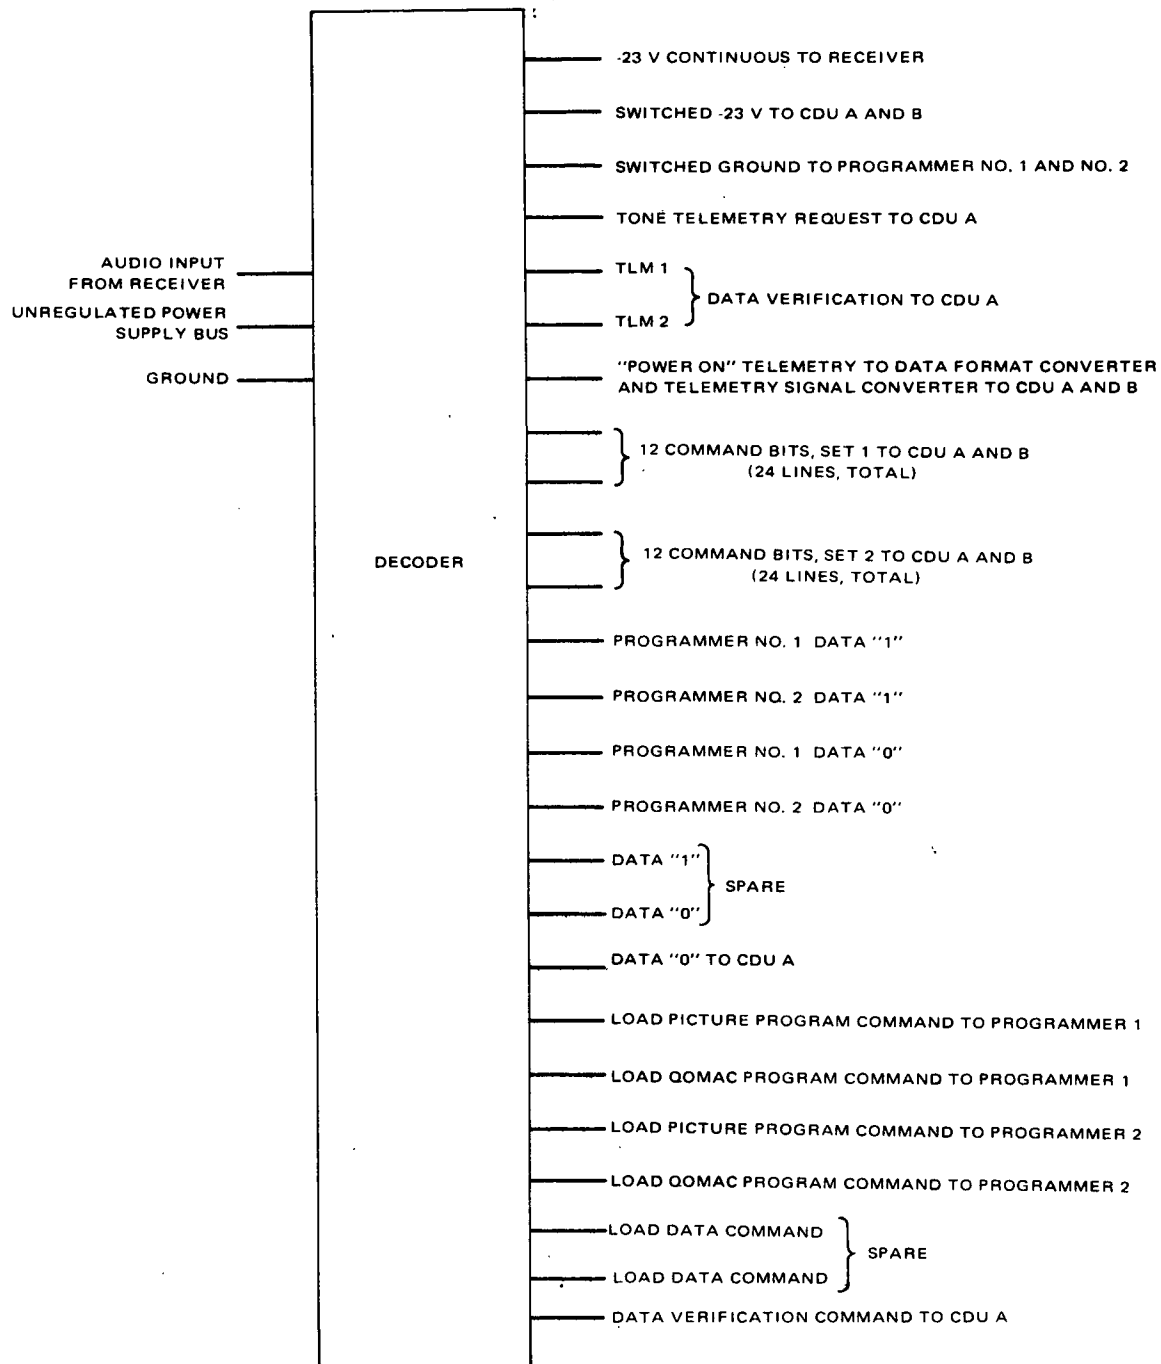 -23 V CONTINUOUS TO RECEIVER
SWITCHED -23 V TO CDU A AND B
SWITCHED GROUND TO PROGRAMMER NO. 1 AND NO. 2
TONE TELEMETRY REQUEST TO CDU A
AUDIO INPUT
FROM RECEIVER
UNREGULATED POWER
SUPPLY BUS
GROUND
TLM 1
DATA VERIFICATION TO CDU A
TLM 2
"POWER ON" TELEMETRY TO DATA FORMAT CONVERTER
AND TELEMETRY SIGNAL CONVERTER TO CDU A AND B
12 COMMAND BITS, SET 1 TO CDU A AND B
(24 LINES, TOTAL)
DECODER
12 COMMAND BITS, SET 2 TO CDU A AND B
(24 LINES, TOTAL)
PROGRAMMER NO. 1 DATA "1"
PROGRAMMER NO. 2 DATA "1"
PROGRAMMER NO. 1 DATA "0"
PROGRAMMER NO. 2 DATA "0"
DATA "1"
SPARE
DATA "0"
DATA "0" TO CDU A
LOAD PICTURE PROGRAM COMMAND TO PROGRAMMER 1
LOAD QOMAC PROGRAM COMMAND TO PROGRAMMER 1
LOAD PICTURE PROGRAM COMMAND TO PROGRAMMER 2
LOAD QOMAC PROGRAM COMMAND TO PROGRAMMER 2
LOAD DATA COMMAND
SPARE
LOAD DATA COMMAND
DATA VERIFICATION COMMAND TO CDU A